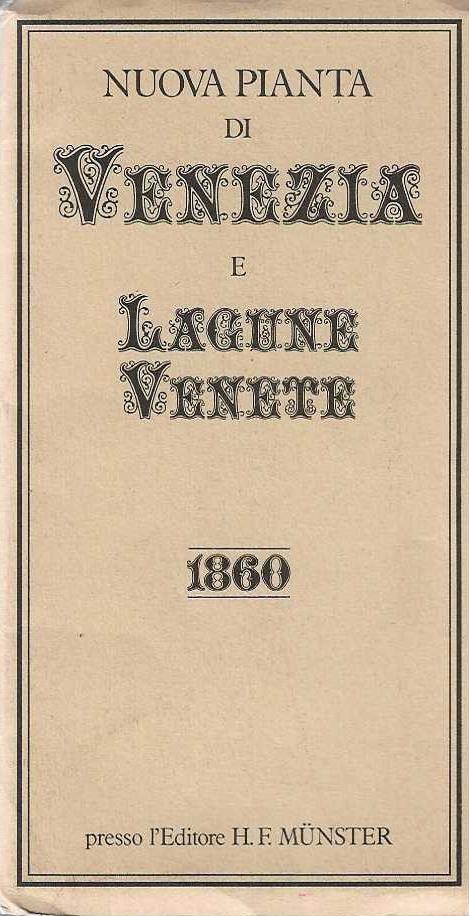 NUOVA PIANTA
DI
VENEZIA
E
LAGUNE
VENETE
1860
presso l'Editore H. F. MÜNSTER